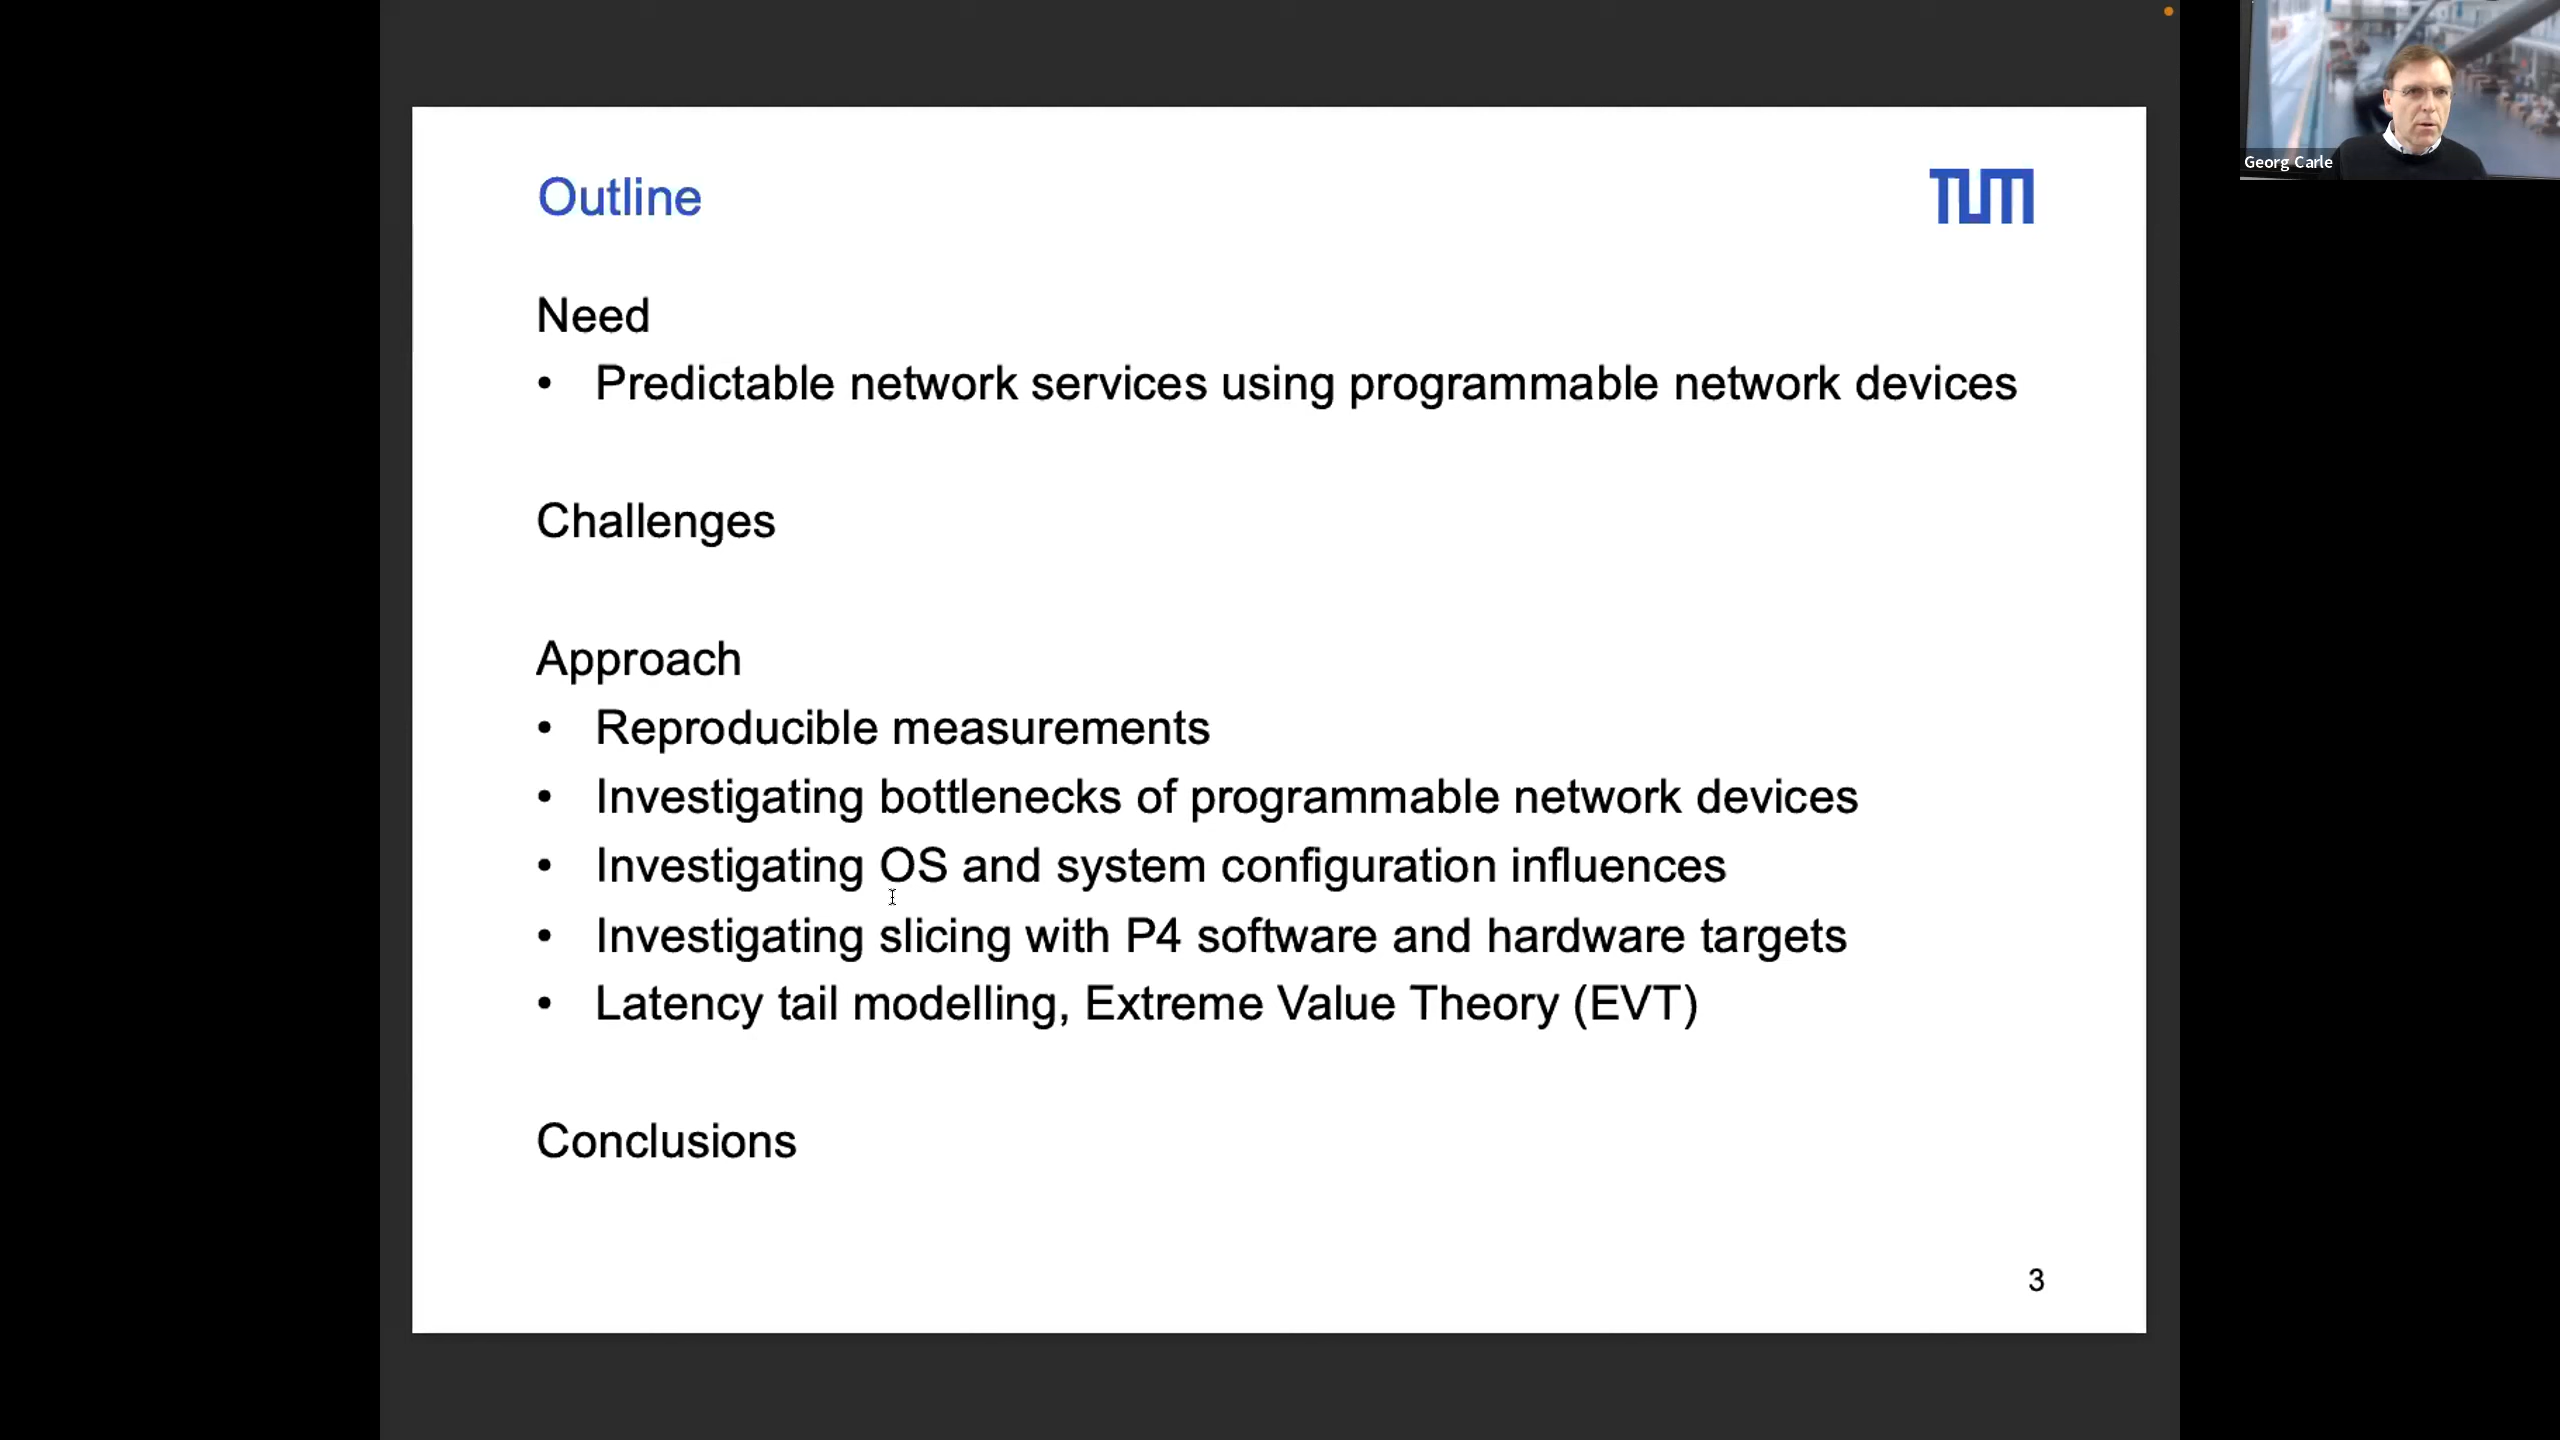 Outline
TUM
Georg Carle
Need
• Predictable network services using programmable network devices
Challenges
Approach
• Reproducible measurements
• Investigating bottlenecks of programmable network devices
• Investigating OS and system configuration influences
• Investigating slicing with P4 software and hardware targets
• Latency tail modelling, Extreme Value Theory (EVT)
Conclusions
3